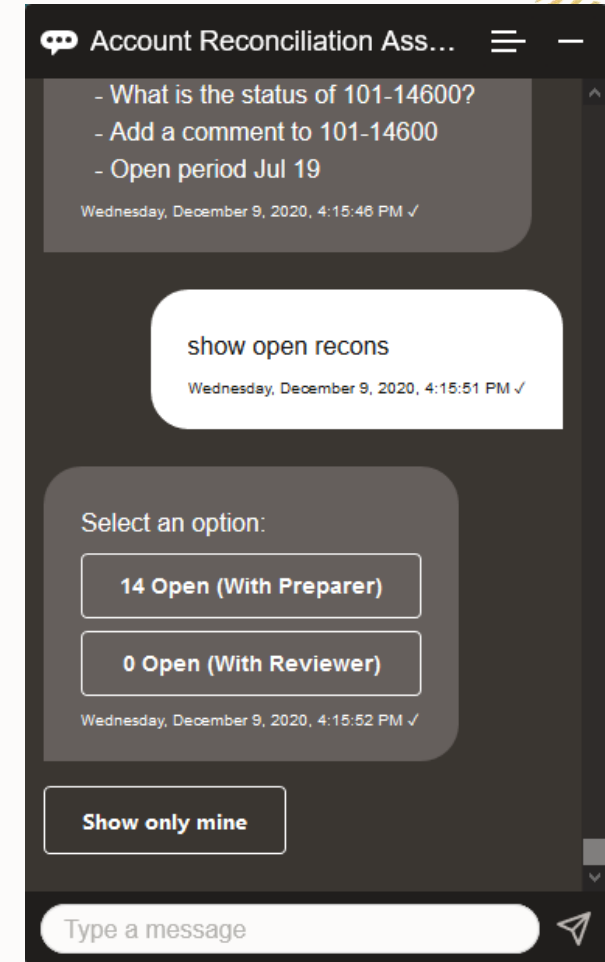 Account Reconciliation Ass...
- What is the status of 101-14600?
- Add a comment to 101-14600
- Open period Jul 19
Wednesday, December 9, 2020, 4:15:46 PM ✓
show open recons
Wednesday, December 9, 2020, 4:15:51 PM ✓
Select an option:
14 Open (With Preparer)
0 Open (With Reviewer)
Wednesday, December 9, 2020, 4:15:52 PM ✓
Show only mine
Type a message